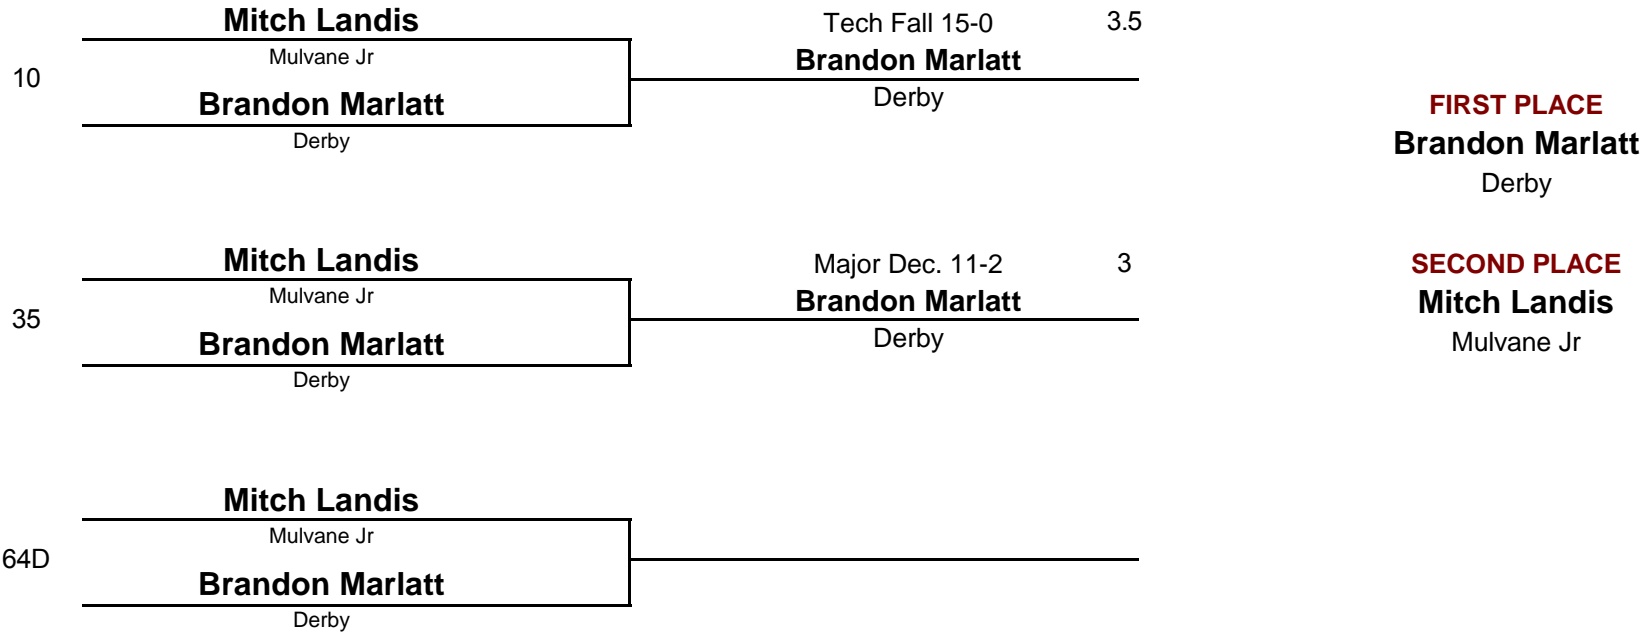 Mitch Landis
Tech Fall 15-0 3.5
Mulvane Jr
Brandon Marlatt
10
Brandon Marlatt
Derby
Derby
FIRST PLACE
Brandon Marlatt
Derby
Mitch Landis
Major Dec. 11-2 3
Mulvane Jr
Brandon Marlatt
35
Brandon Marlatt
Derby
Derby
SECOND PLACE
Mitch Landis
Mulvane Jr
Mitch Landis
Mulvane Jr
64D
Brandon Marlatt
Derby